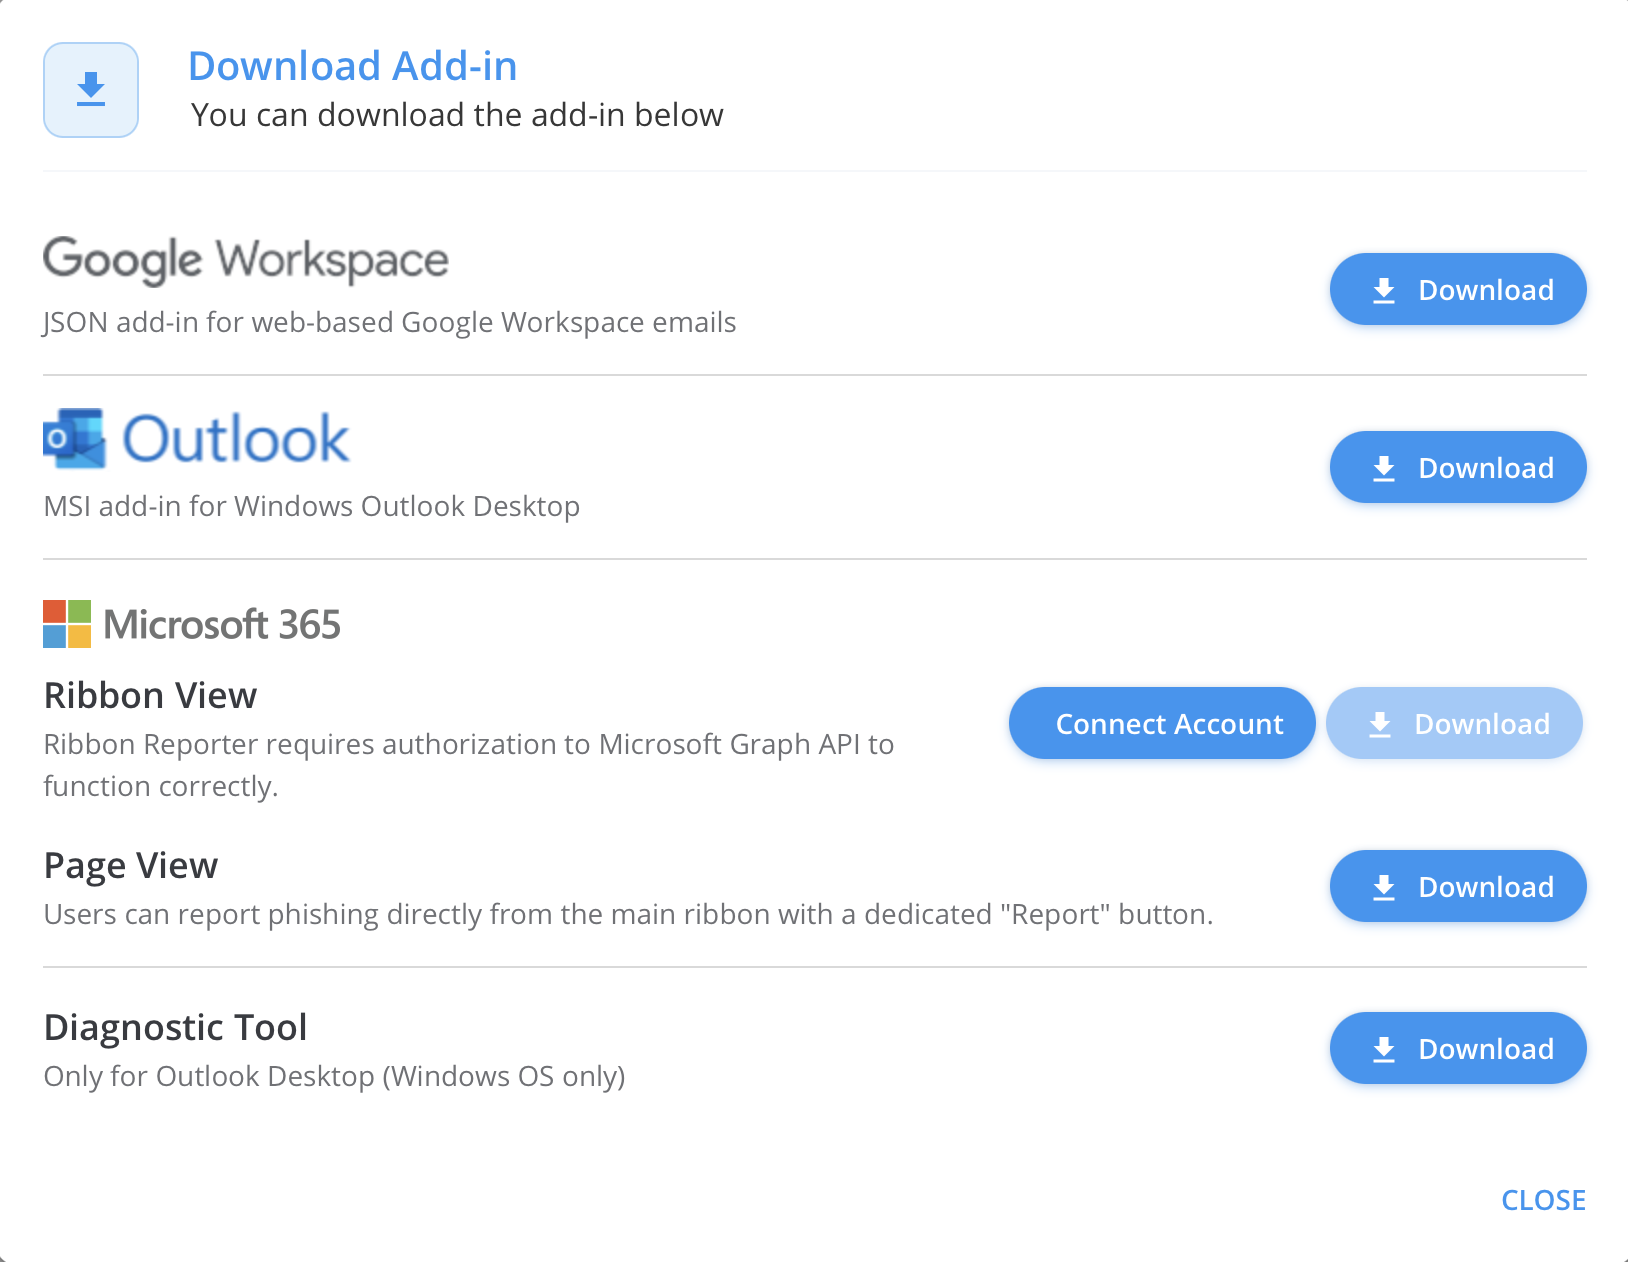 Download Add-in
You can download the add-in below
Google Workspace
JSON add-in for web-based Google Workspace emails
Download
Outlook
MSI add-in for Windows Outlook Desktop
Download
Microsoft 365
Ribbon View
Ribbon Reporter requires authorization to Microsoft Graph API to
function correctly.
Connect Account
Download
Page View
Users can report phishing directly from the main ribbon with a dedicated "Report" button.
Download
Diagnostic Tool
Only for Outlook Desktop (Windows OS only)
Download
CLOSE